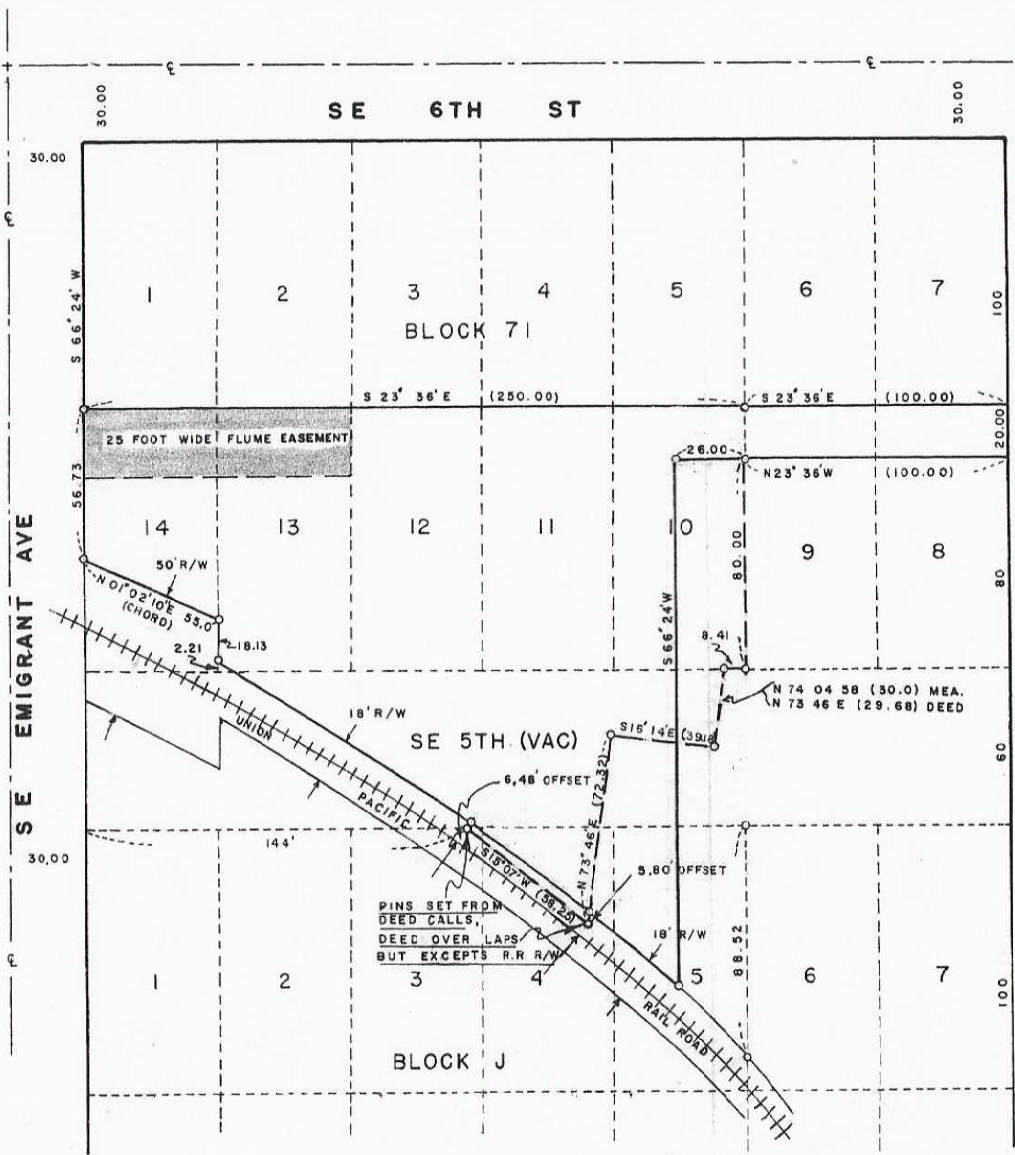 ℄
℄
30.00
30.00
SE 6TH ST
30.00
℄
S 66° 24' W
1
2
3
4
5
6
7
100
BLOCK 71
S 23° 36' E (250.00)
S 23° 36' E (100.00)
20.00
25 FOOT WIDE FLUME EASEMENT
26.00
N 23° 36' W (100.00)
56.73
14
13
12
11
10
9
8
80.00
80
50' R/W
N 01° 02' 10" E 55.0'
(CHORD)
18.13
2.21
S 66° 24' W
8.41
N 74 04 58 (30.0) MEA.
N 73 46 E (29.68) DEED
SE EMIGRANT AVE
UNION
18' R/W
SE 5TH (VAC)
S 16° 14' E (39.18
60
6.48' OFFSET
PACIFIC
N 73° 46' E (72.32)
30.00
144'
S 15° 07' W (58.25)
5.80' OFFSET
PINS SET FROM
DEED CALLS,
DEED OVER LAPS
BUT EXCEPTS R.R. R/W
18' R/W
88.52
℄
1
2
3
4
5
6
7
100
RAIL ROAD
BLOCK J